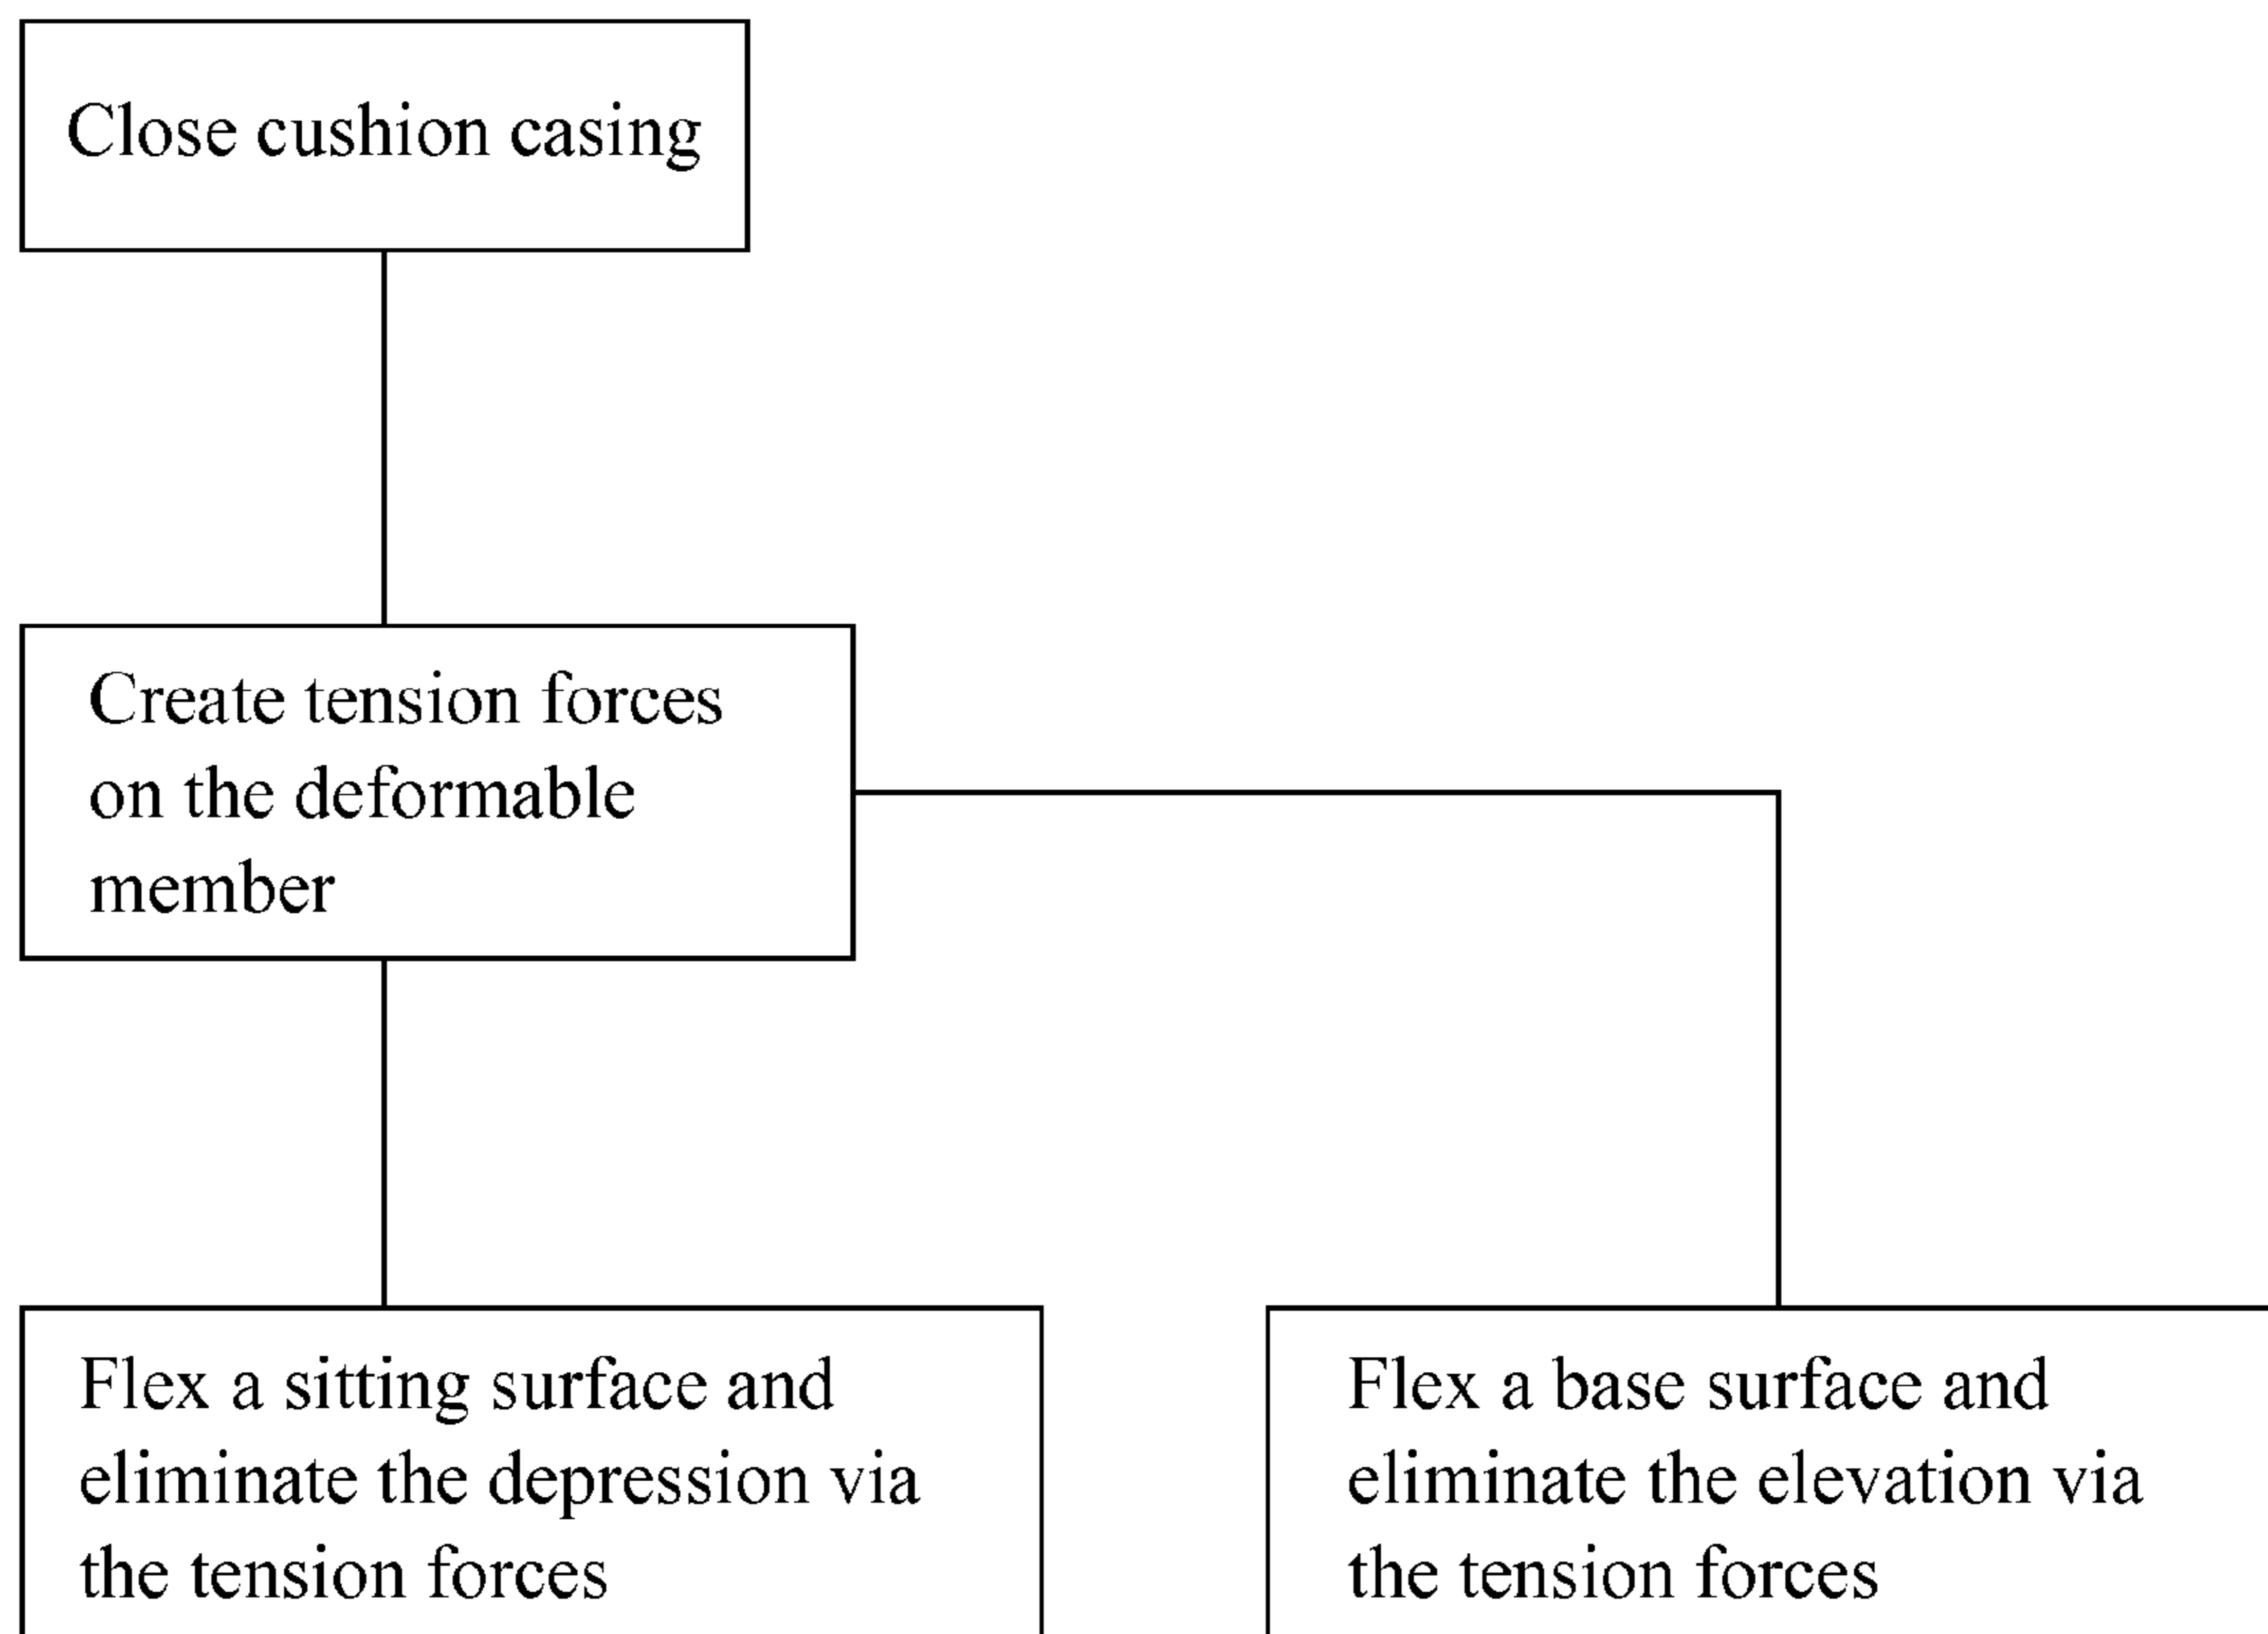 Close cushion casing
Create tension forces
on the deformable
member
Flex a sitting surface and
eliminate the depression via
the tension forces
Flex a base surface and
eliminate the elevation via
the tension forces